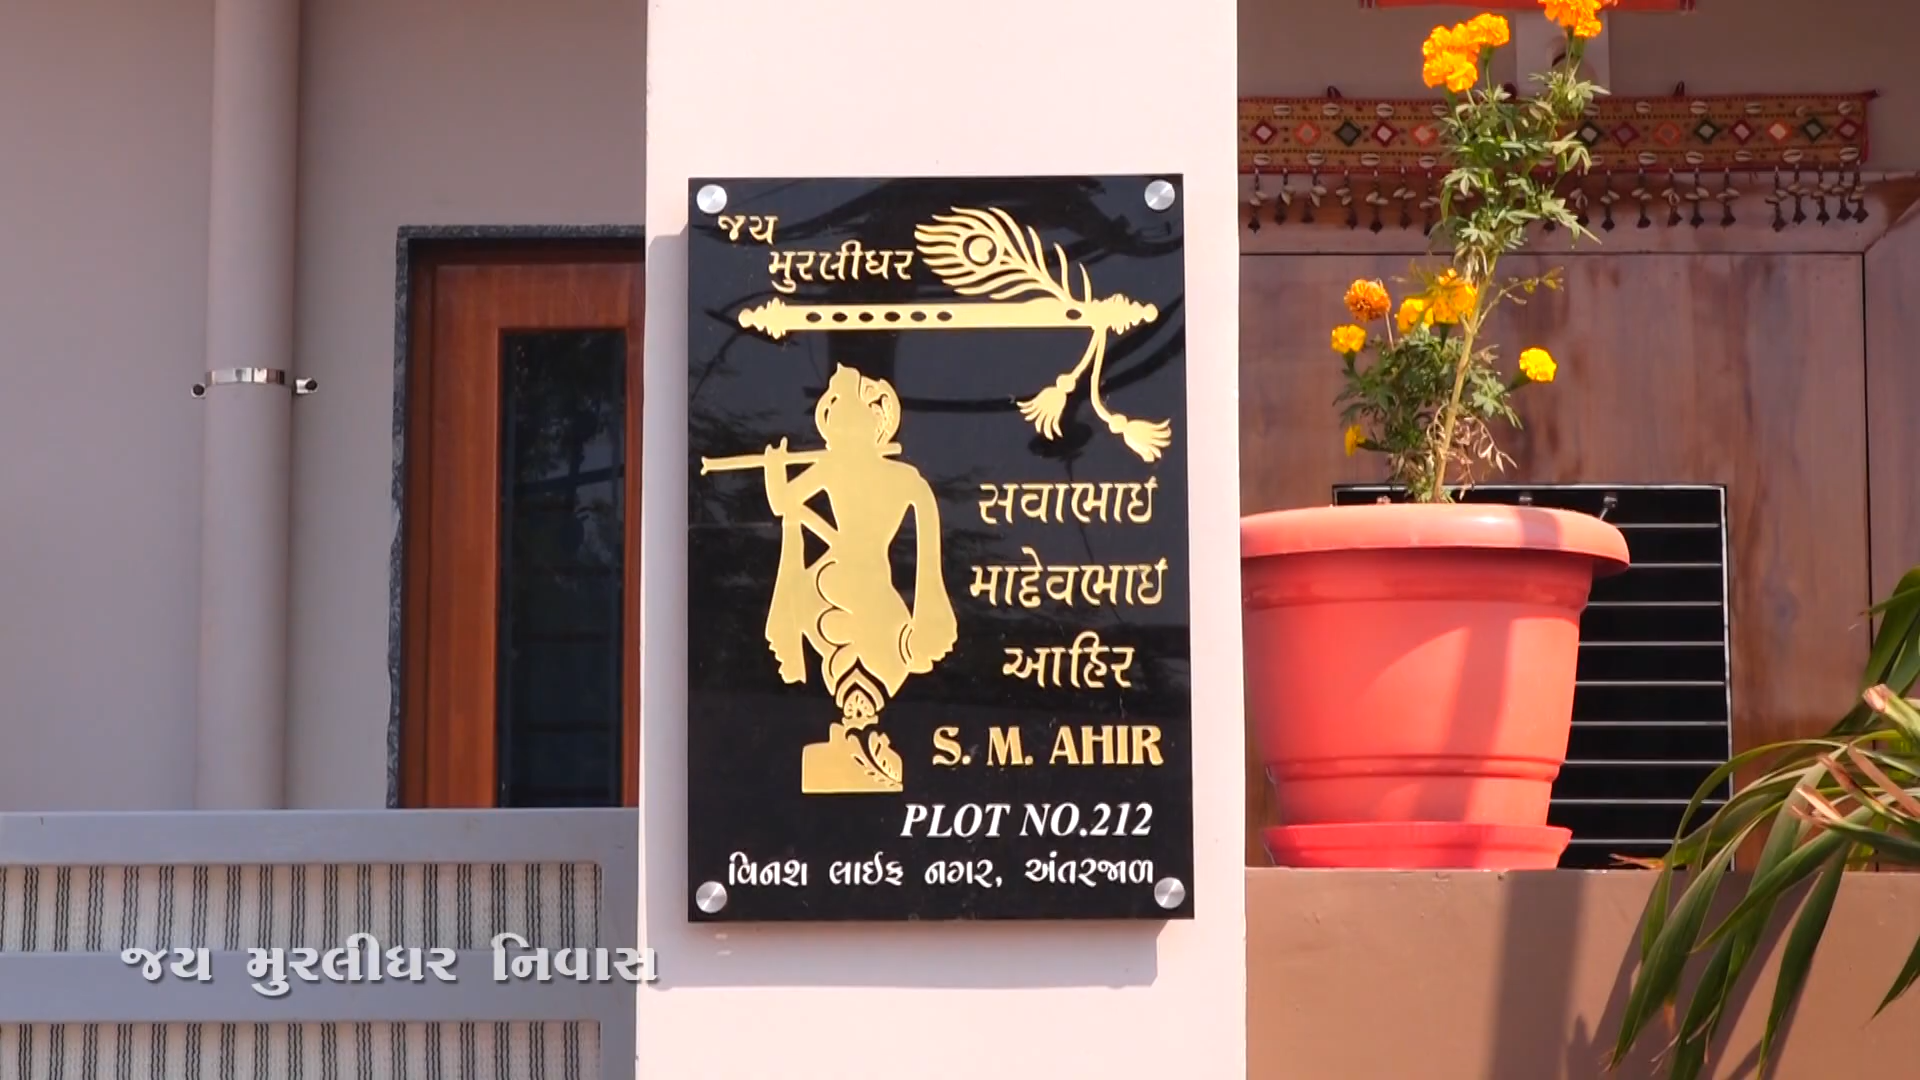 જય
મુરલીધર
સવાભાઈ
માદેવભાઈ
આહિર
S. M. AHIR
PLOT NO.212
વિનશ લાઈફ નગર, અંતરજાળ
જય મુરલીધર નિવાસ